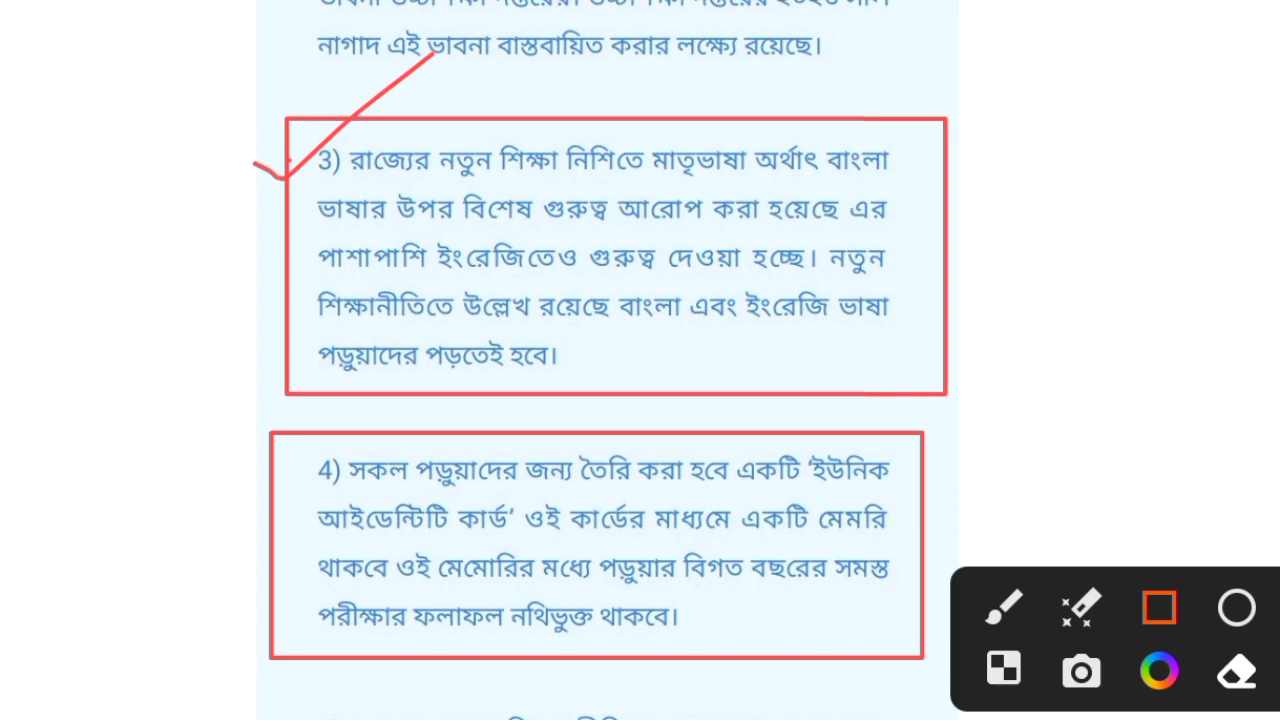 নাগাদ এই ভাবনা বাস্তবায়িত করার লক্ষ্যে রয়েছে।
3) রাজ্যের নতুন শিক্ষা নিশিতে মাতৃভাষা অর্থাৎ বাংলা
ভাষার উপর বিশেষ গুরুত্ব আরোপ করা হয়েছে এর
পাশাপাশি ইংরেজিতেও গুরুত্ব দেওয়া হচ্ছে। নতুন
শিক্ষানীতিতে উল্লেখ রয়েছে বাংলা এবং ইংরেজি ভাষা
পড়ুয়াদের পড়তেই হবে।
4) সকল পড়ুয়াদের জন্য তৈরি করা হবে একটি ‘ইউনিক
আইডেন্টিটি কার্ড’ ওই কার্ডের মাধ্যমে একটি মেমরি
থাকবে ওই মেমোরির মধ্যে পড়ুয়ার বিগত বছরের সমস্ত
পরীক্ষার ফলাফল নথিভুক্ত থাকবে।